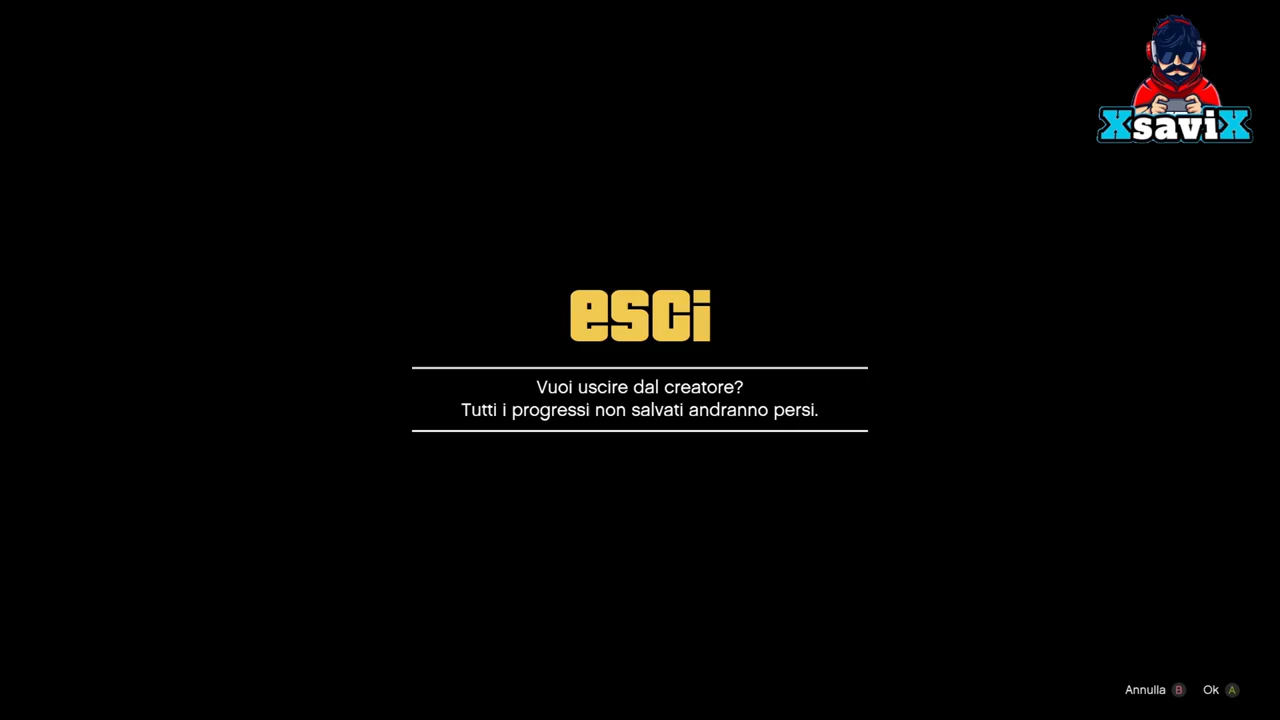 XsaviX
esci
Vuoi uscire dal creatore?
Tutti i progressi non salvati andranno persi.
Annulla B Ok A